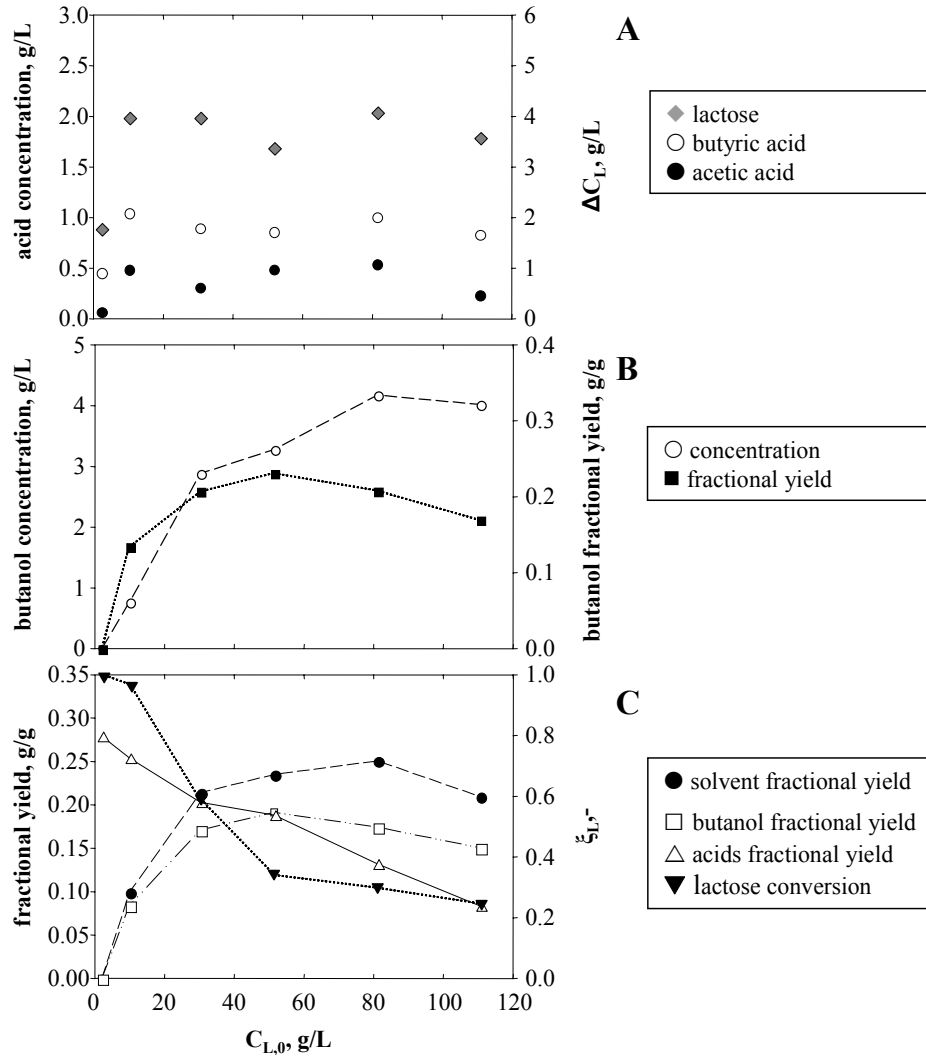 A
acid concentration, g/L
3.0
2.5
2.0
1.5
1.0
0.5
0.0
6
5
4
3
2
1
0
ΔC_L, g/L
lactose
butyric acid
acetic acid
B
butanol concentration, g/L
5
4
3
2
1
0
0.4
0.3
0.2
0.1
0.0
butanol fractional yield, g/g
concentration
fractional yield
C
fractional yield, g/g
0.35
0.30
0.25
0.20
0.15
0.10
0.05
0.00
1.0
0.8
0.6
0.4
0.2
0.0
ξ_L,-
solvent fractional yield
butanol fractional yield
acids fractional yield
lactose conversion
0 20 40 60 80 100 120
C_L,0, g/L